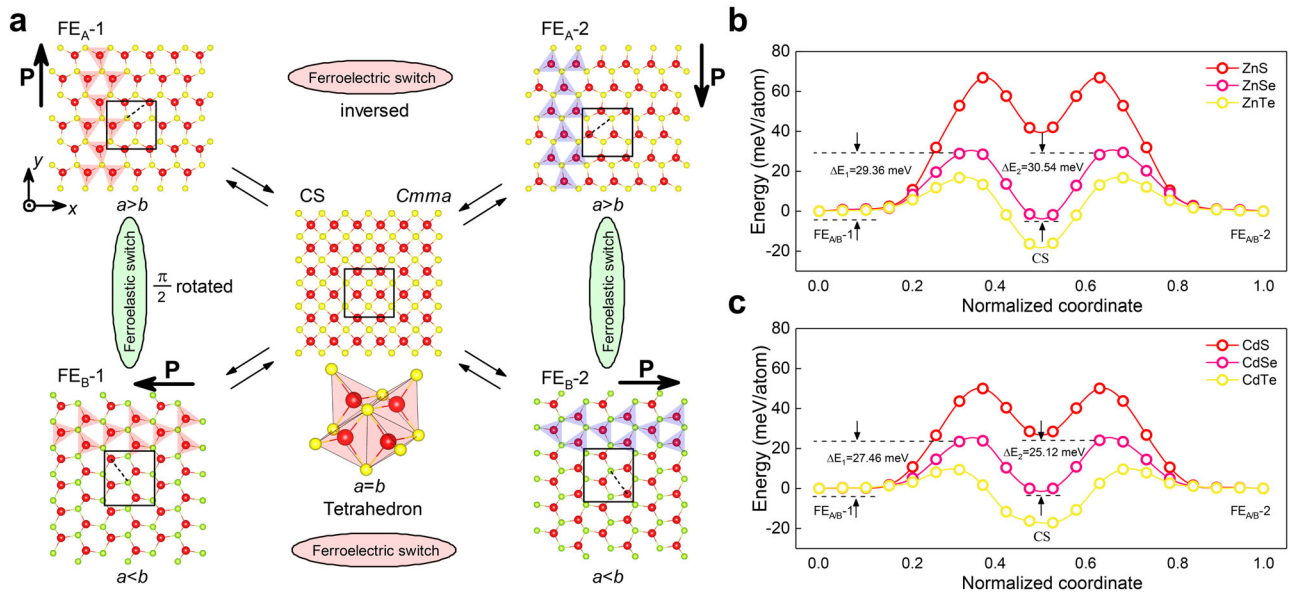 a
FE_A-1
P
y
x
a>b
Ferroelectric switch
inversed
FE_A-2
P
a>b
CS
Cmma
Ferroelastic switch
π/2 rotated
Ferroelastic switch
FE_B-1
P
a<b
a=b
Tetrahedron
Ferroelectric switch
FE_B-2
P
a<b
b
Energy (meV/atom)
80
60
40
20
0
-20
ZnS
ZnSe
ZnTe
ΔE1=29.36 meV
ΔE2=30.54 meV
FE_A/B-1
CS
FE_A/B-2
0.0 0.2 0.4 0.6 0.8 1.0
Normalized coordinate
c
Energy (meV/atom)
80
60
40
20
0
-20
CdS
CdSe
CdTe
ΔE1=27.46 meV
ΔE2=25.12 meV
FE_A/B-1
CS
FE_A/B-2
0.0 0.2 0.4 0.6 0.8 1.0
Normalized coordinate